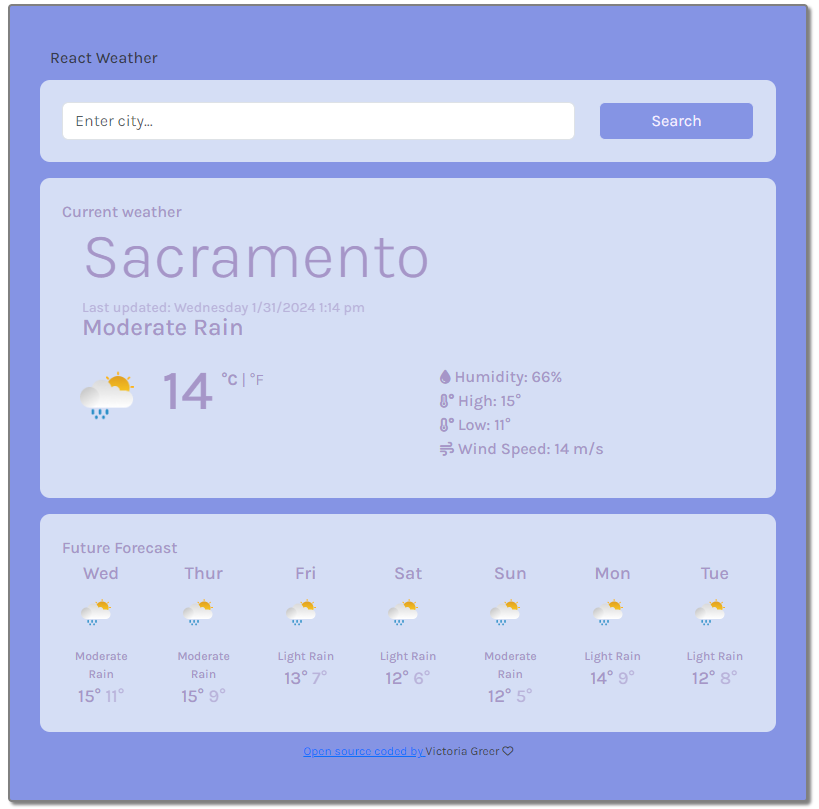 React Weather
Enter city...
Search
Current weather
Sacramento
Last updated: Wednesday 1/31/2024 1:14 pm
Moderate Rain
14 °C | °F
Humidity: 66%
High: 15°
Low: 11°
Wind Speed: 14 m/s
Future Forecast
Wed
Moderate
Rain
15° 11°
Thur
Moderate
Rain
15° 9°
Fri
Light Rain
13° 7°
Sat
Light Rain
12° 6°
Sun
Moderate
Rain
12° 5°
Mon
Light Rain
14° 9°
Tue
Light Rain
12° 8°
Open source coded by Victoria Greer